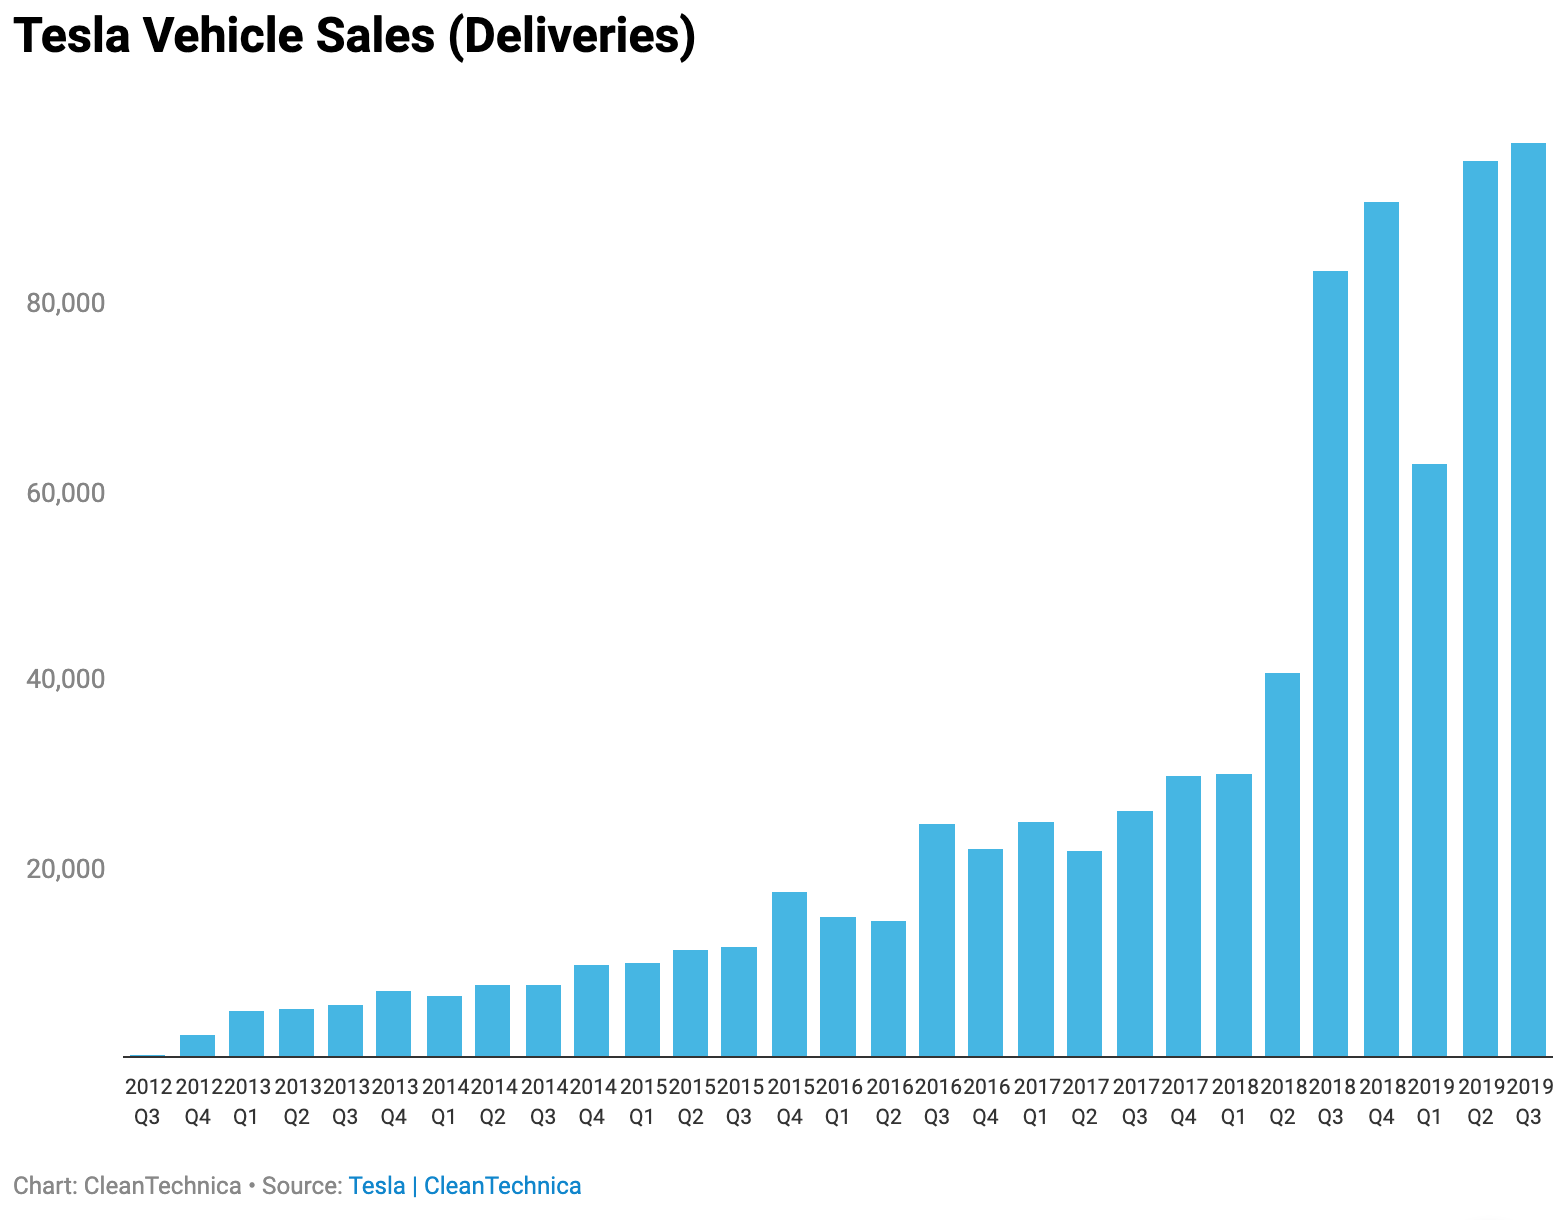 Tesla Vehicle Sales (Deliveries)
80,000
60,000
40,000
20,000
2012 2012 2013 2013 2013 2013 2014 2014 2014 2014 2015 2015 2015 2015 2016 2016 2016 2016 2017 2017 2017 2017 2018 2018 2018 2018 2019 2019 2019
Q3 Q4 Q1 Q2 Q3 Q4 Q1 Q2 Q3 Q4 Q1 Q2 Q3 Q4 Q1 Q2 Q3 Q4 Q1 Q2 Q3 Q4 Q1 Q2 Q3 Q4 Q1 Q2 Q3
Chart: CleanTechnica • Source: Tesla | CleanTechnica